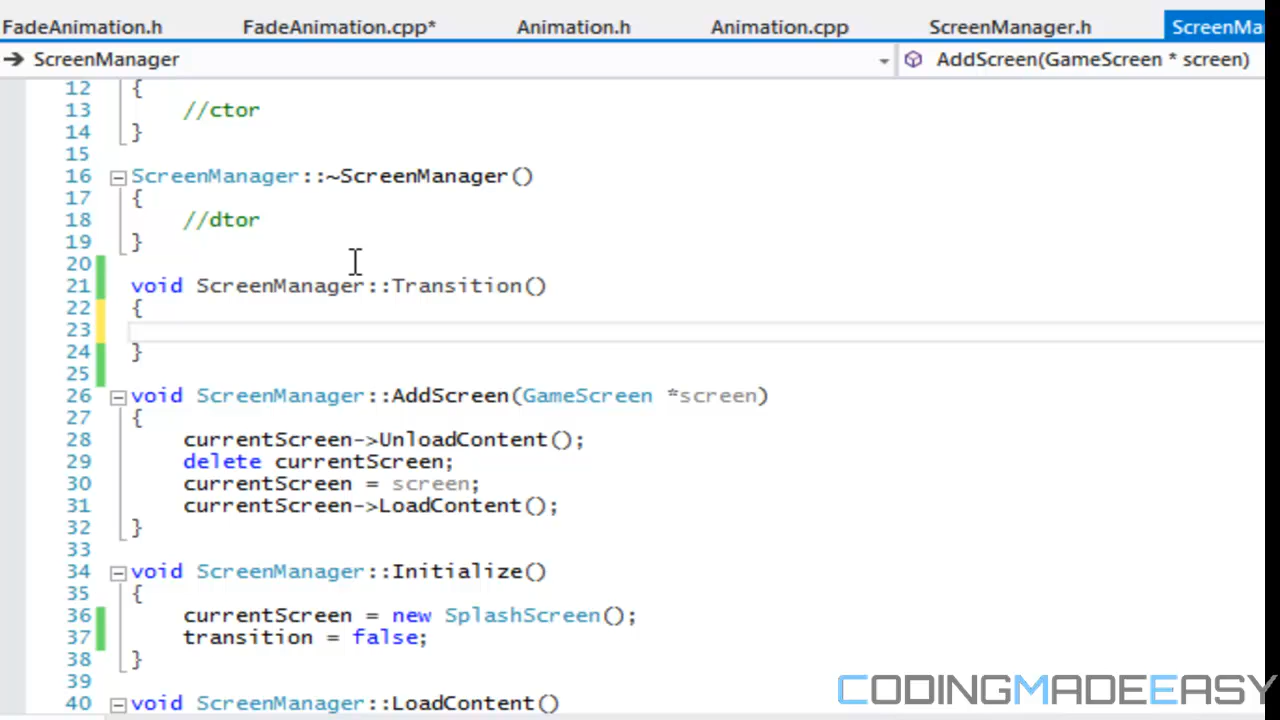 FadeAnimation.h FadeAnimation.cpp* Animation.h Animation.cpp ScreenManager.h ScreenMa
ScreenManager AddScreen(GameScreen * screen)
12 {
13 //ctor
14 }
15
16 ScreenManager::~ScreenManager()
17 {
18 //dtor
19 }
20
21 void ScreenManager::Transition()
22 {
23
24 }
25
26 void ScreenManager::AddScreen(GameScreen *screen)
27 {
28 currentScreen->UnloadContent();
29 delete currentScreen;
30 currentScreen = screen;
31 currentScreen->LoadContent();
32 }
33
34 void ScreenManager::Initialize()
35 {
36 currentScreen = new SplashScreen();
37 transition = false;
38 }
39
40 void ScreenManager::LoadContent()
CODINGMADEEASY